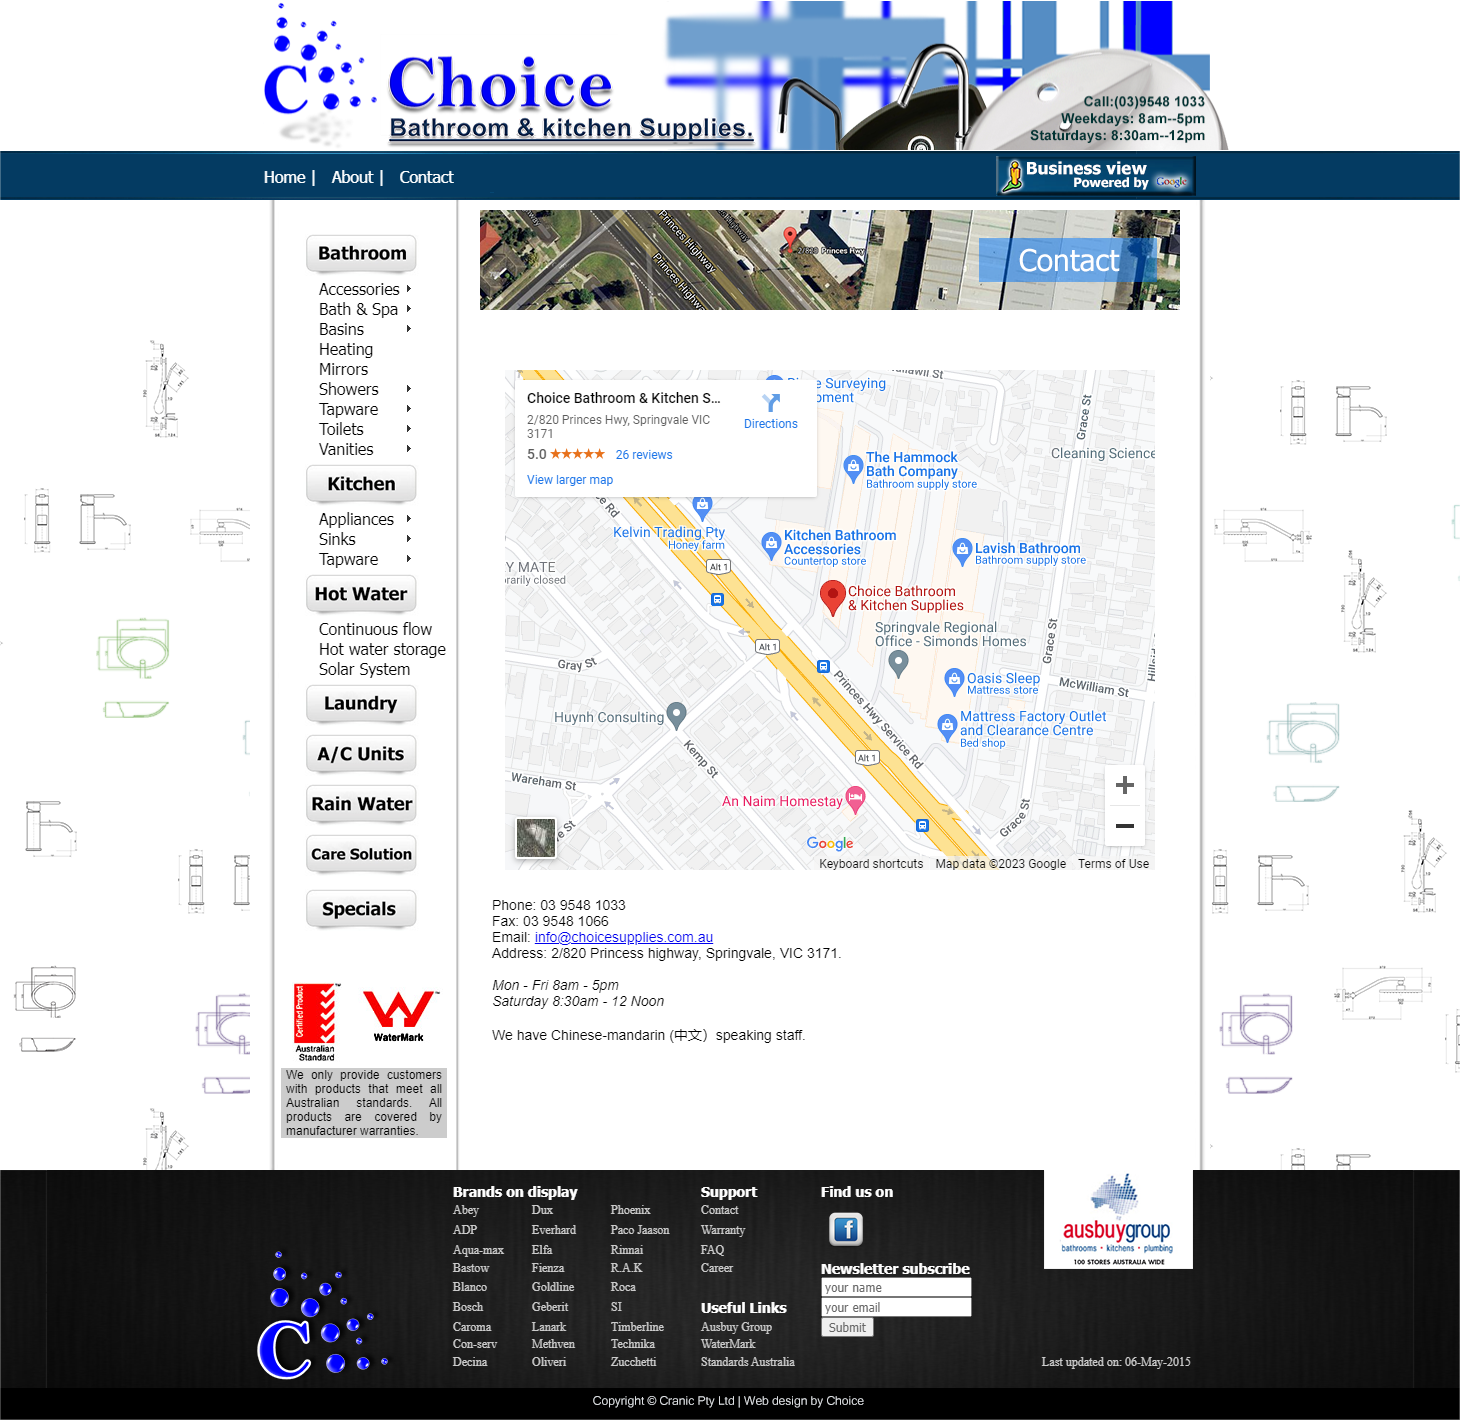 C Choice
Bathroom & kitchen Supplies.
Call:(03)9548 1033
Weekdays: 8am--5pm
Staturdays: 8:30am--12pm
Home | About | Contact
Business view
Powered by Google
Bathroom
Accessories
Bath & Spa
Basins
Heating
Mirrors
Showers
Tapware
Toilets
Vanities
Kitchen
Appliances
Sinks
Tapware
Hot Water
Continuous flow
Hot water storage
Solar System
Laundry
A/C Units
Rain Water
Care Solution
Specials
Certified Product
Australian
Standard
WaterMark
We only provide customers
with products that meet all
Australian standards. All
products are covered by
manufacturer warranties.
Princes Highway
Princes Highway
2/820 Princes Hwy
Contact
Choice Bathroom & Kitchen S...
2/820 Princes Hwy, Springvale VIC
3171
5.0 26 reviews
View larger map
Directions
Surveying
Grace St
Cleaning Science
The Hammock
Bath Company
Bathroom supply store
Kelvin Trading Pty
Honey farm
Kitchen Bathroom
Accessories
Countertop store
Lavish Bathroom
Bathroom supply store
Y MATE
orarily closed
Alt 1
Choice Bathroom
& Kitchen Supplies
Springvale Regional
Office - Simonds Homes
Grace St
Alt 1
Gray St
Oasis Sleep
Mattress store
McWilliam St
Huynh Consulting
Princes Hwy Service Rd
Mattress Factory Outlet
and Clearance Centre
Bed shop
Kemp St
Alt 1
Wareham St
An Naim Homestay
Grace St
Google
Keyboard shortcuts Map data ©2023 Google Terms of Use
Phone: 03 9548 1033
Fax: 03 9548 1066
Email: info@choicesupplies.com.au
Address: 2/820 Princess highway, Springvale, VIC 3171.
Mon - Fri 8am - 5pm
Saturday 8:30am - 12 Noon
We have Chinese-mandarin (中文）speaking staff.
C
Brands on display
Abey Dux Phoenix
ADP Everhard Paco Jaason
Aqua-max Elfa Rinnai
Bastow Fienza R.A.K
Blanco Goldline Roca
Bosch Geberit SI
Caroma Lanark Timberline
Con-serv Methven Technika
Decina Oliveri Zucchetti
Support
Contact
Warranty
FAQ
Career
Useful Links
Ausbuy Group
WaterMark
Standards Australia
Find us on
f
Newsletter subscribe
your name
your email
Submit
ausbuygroup
bathrooms • kitchens • plumbing
100 STORES AUSTRALIA WIDE
Last updated on: 06-May-2015
Copyright © Cranic Pty Ltd | Web design by Choice